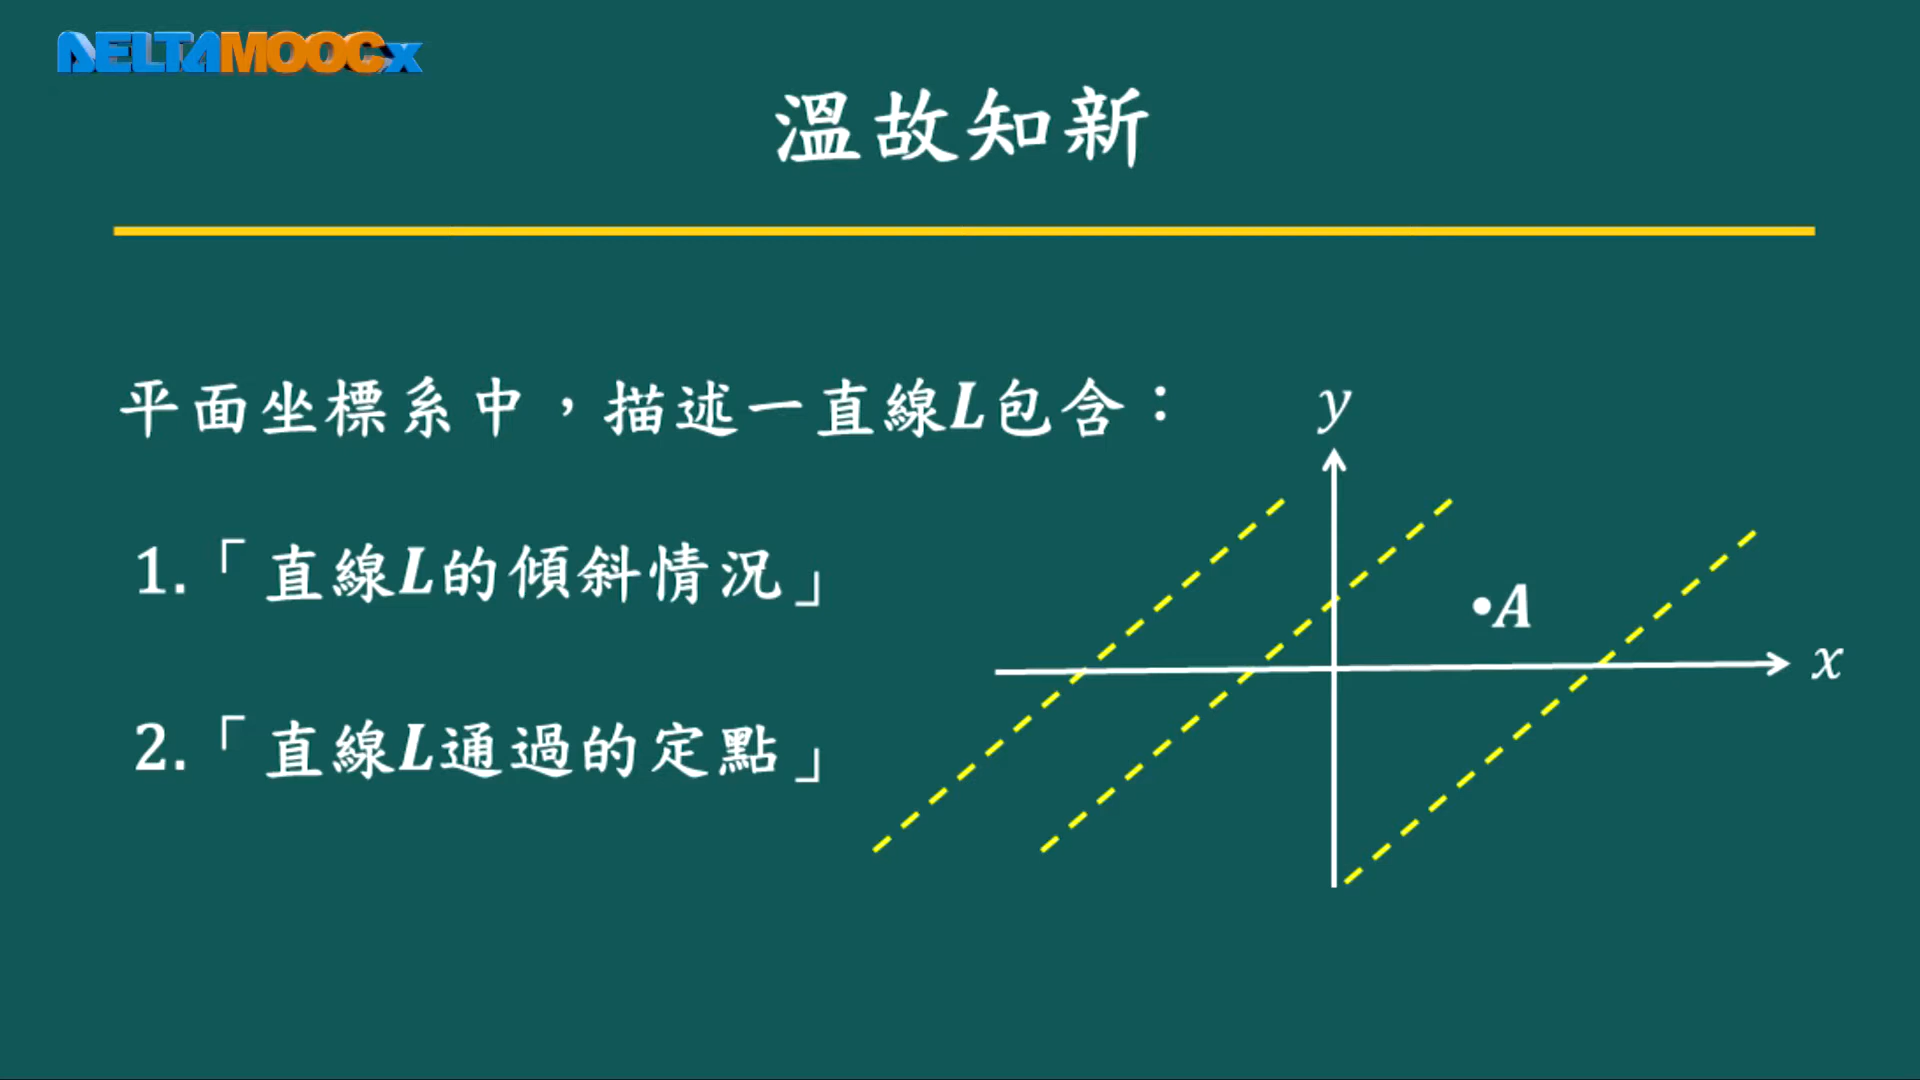 DELTAMOOCx
溫故知新
平面坐標系中，描述一直線L包含：
1.「直線L的傾斜情況」
2.「直線L通過的定點」
y
•A
x